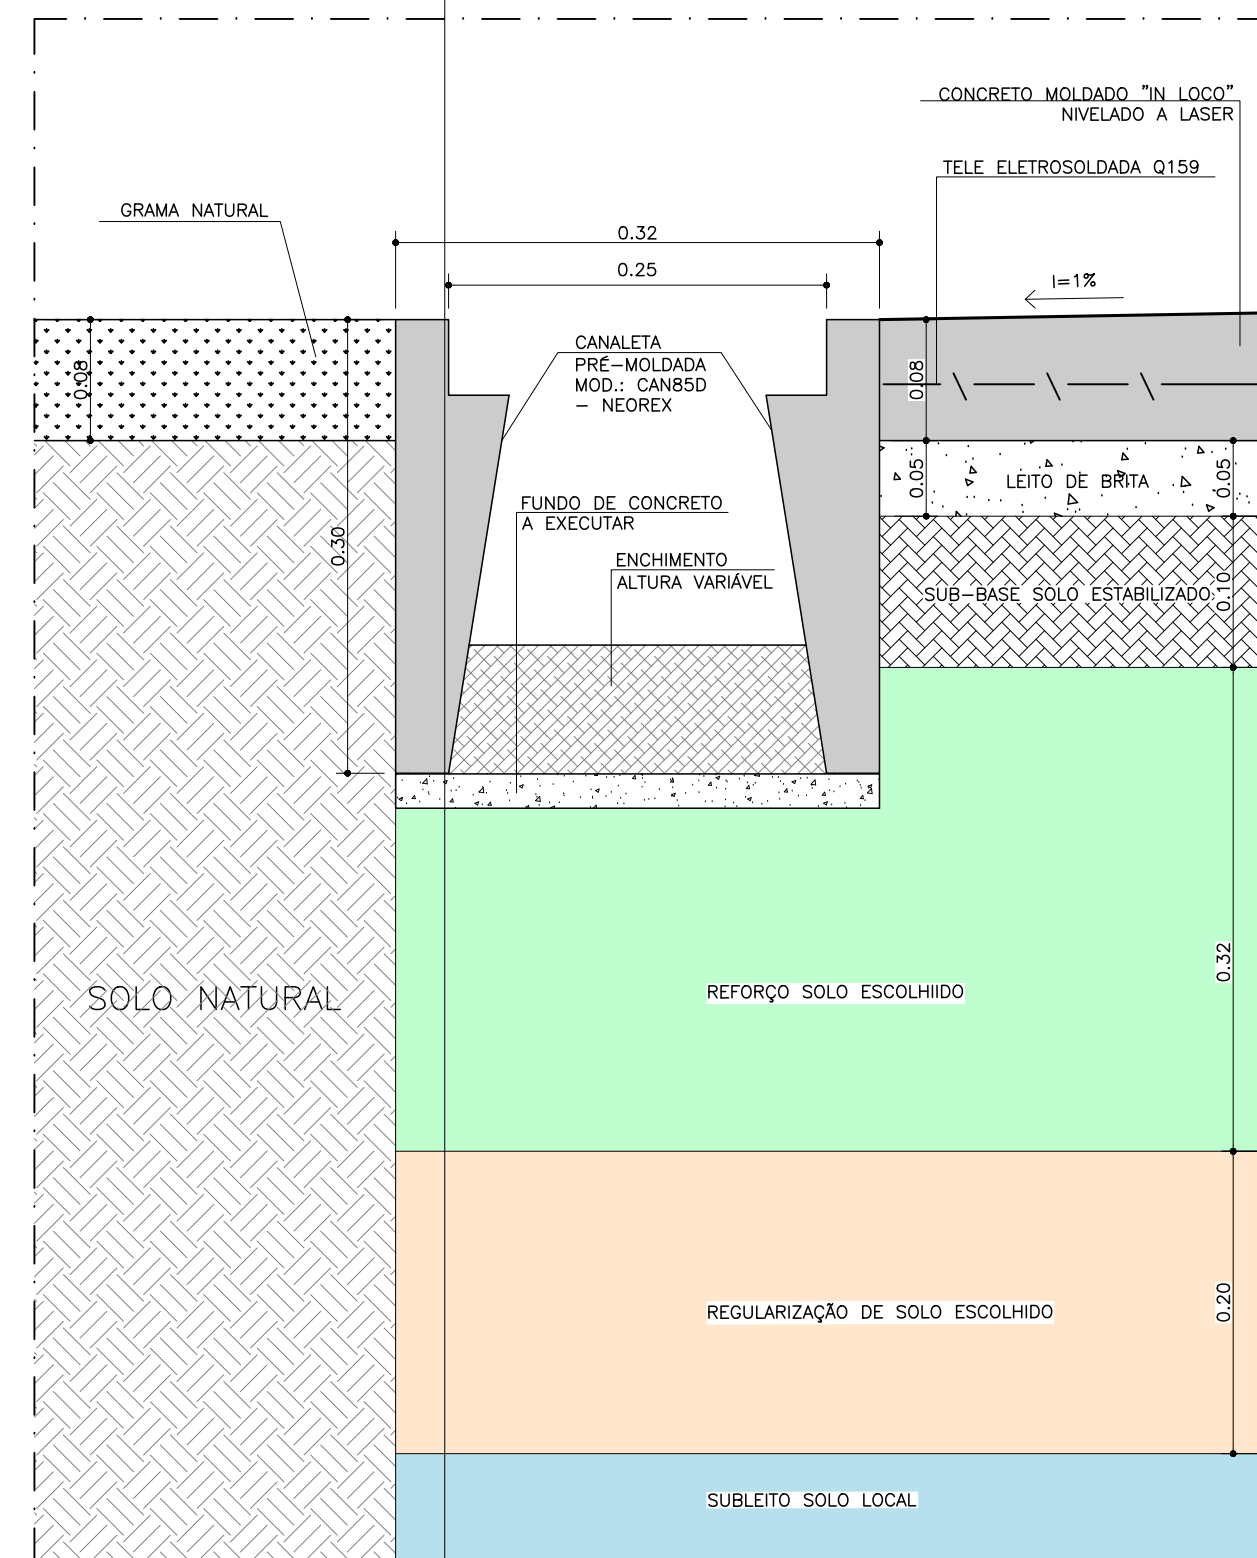 CONCRETO MOLDADO "IN LOCO"
NIVELADO A LASER
TELE ELETROSOLDADA Q159
GRAMA NATURAL
0.32
0.25
I=1%
CANALETA
PRÉ-MOLDADA
MOD.: CAN85D
- NEOREX
0.08
0.08
0.05
LEITO DE BRITA
0.05
FUNDO DE CONCRETO
A EXECUTAR
0.30
ENCHIMENTO
ALTURA VARIÁVEL
SUB-BASE SOLO ESTABILIZADO
0.10
0.32
SOLO NATURAL
REFORÇO SOLO ESCOLHIIDO
REGULARIZAÇÃO DE SOLO ESCOLHIDO
0.20
SUBLEITO SOLO LOCAL